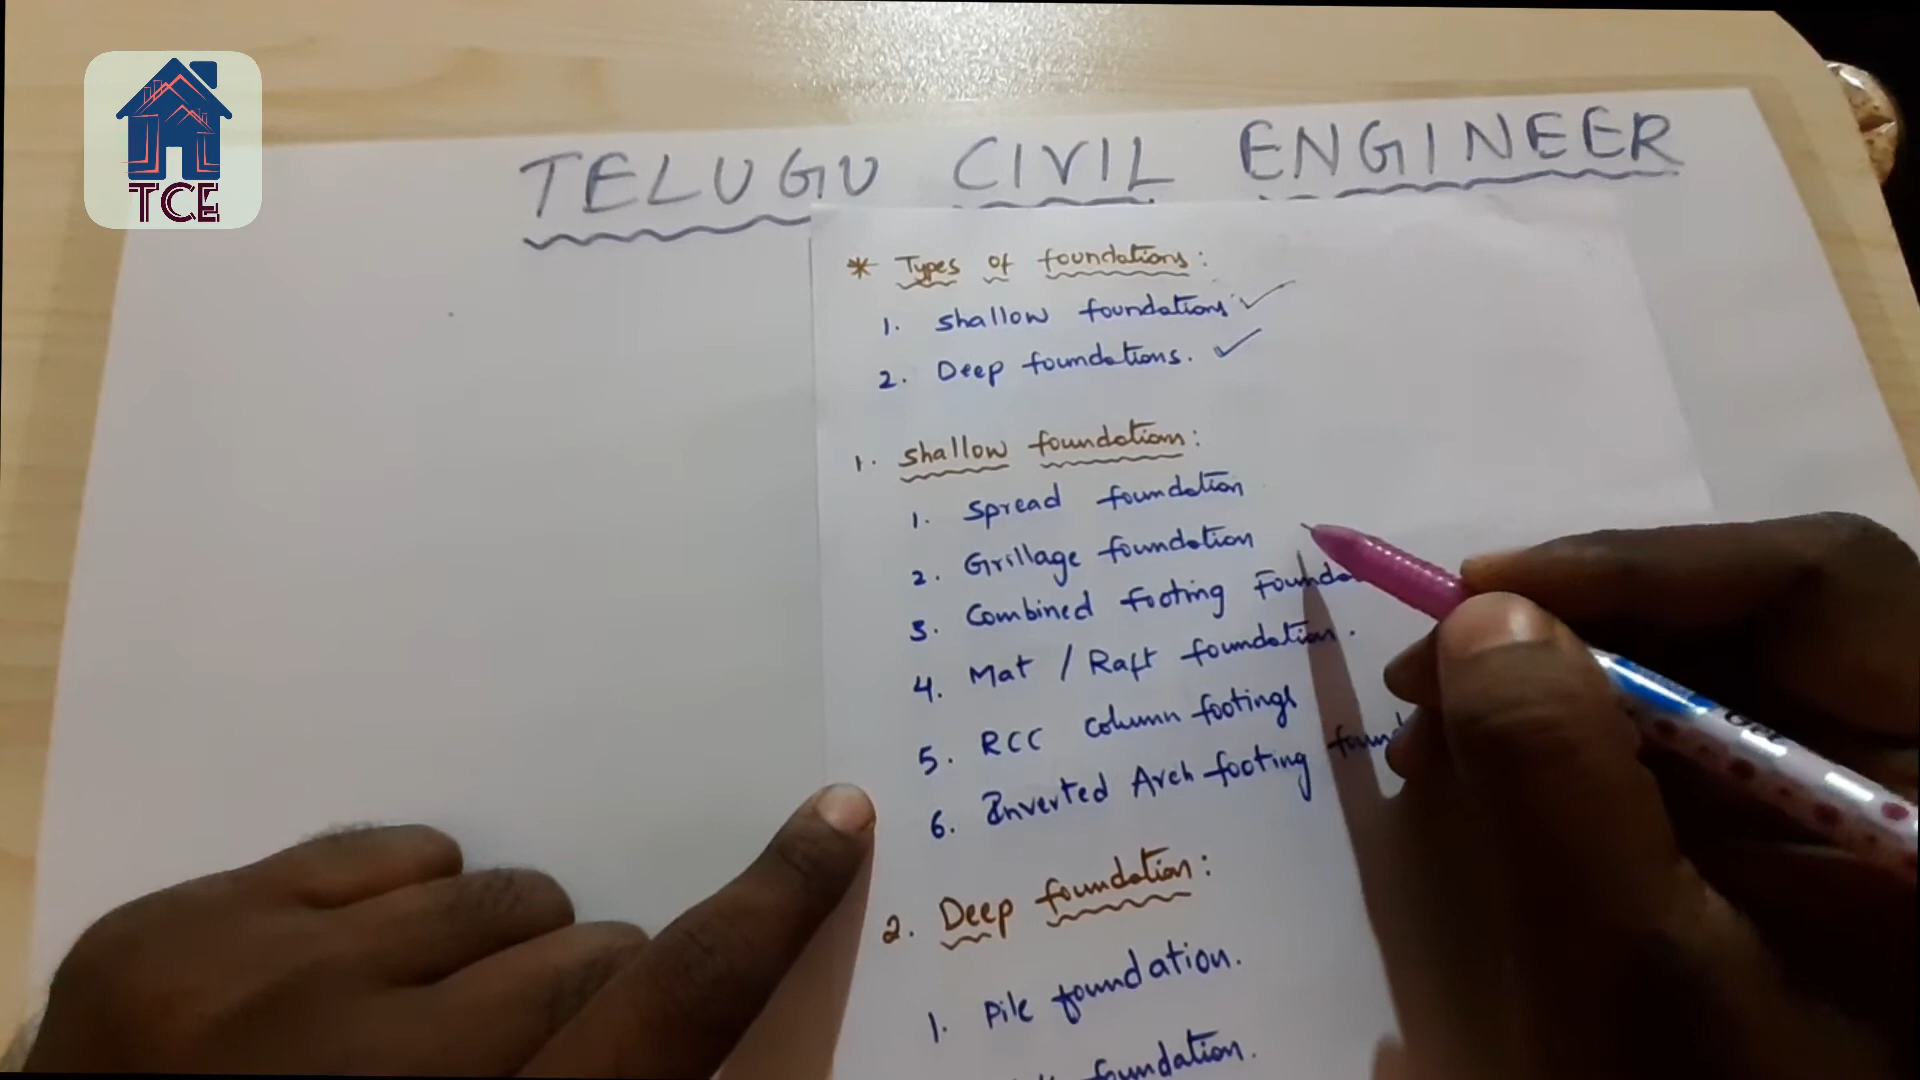 TCE
TELUGU CIVIL ENGINEER
* Types of foundations:
1. shallow foundations
2. Deep foundations.
1. shallow foundations:
1. Spread foundation
2. Grillage foundation
3. Combined footing
4. Mat / Raft foundation.
5. RCC column footings
6. Inverted Arch footing
2. Deep foundation:
1. Pile foundation.
foundation.